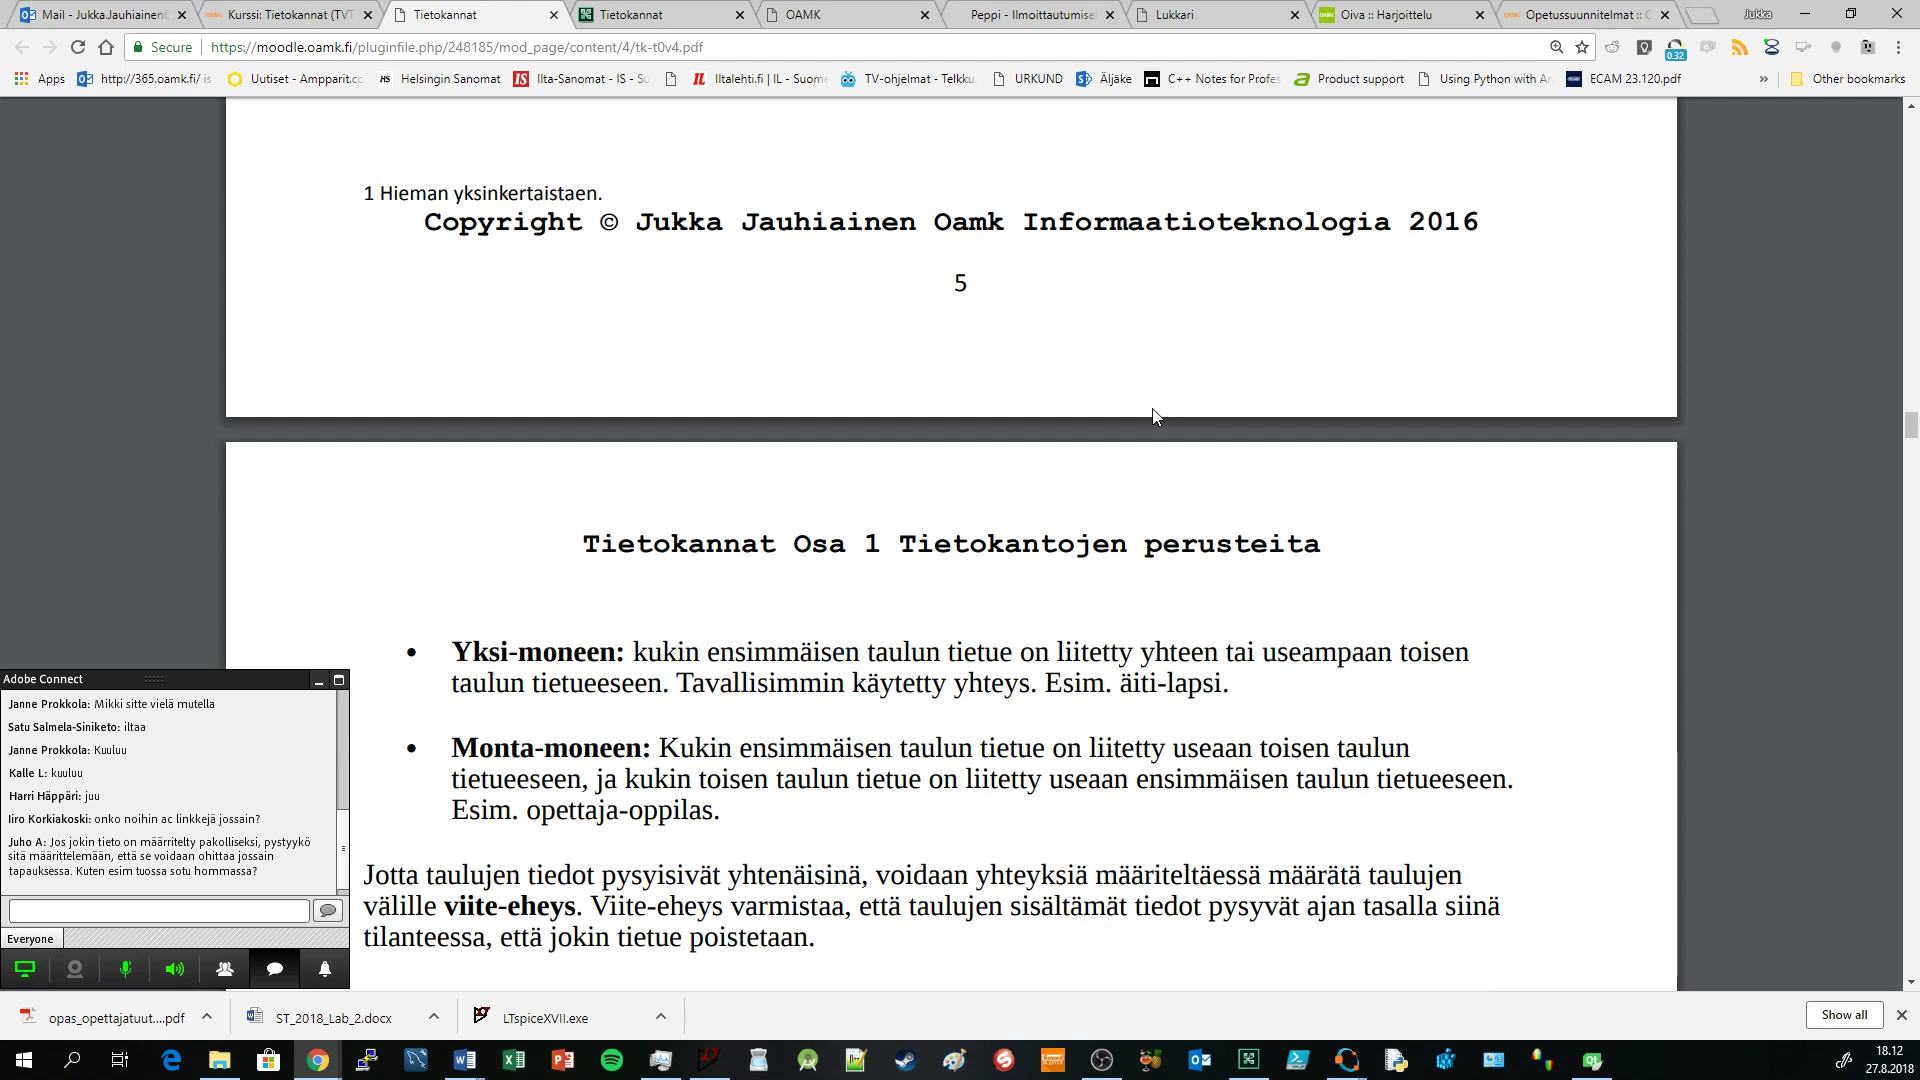 Mail - Jukka.Jauhiainen
Kurssi: Tietokannat (TVT
Tietokannat
Tietokannat
OAMK
Peppi - Ilmoittautumise
Lukkari
Oiva :: Harjoittelu
Opetussuunnitelmat :: C
Jukka
Secure
https://moodle.oamk.fi/pluginfile.php/248185/mod_page/content/4/tk-t0v4.pdf
0.32
Apps
http://365.oamk.fi/ is
Uutiset - Ampparit.co
Helsingin Sanomat
Ilta-Sanomat - IS - Su
Iltalehti.fi | IL - Suome
TV-ohjelmat - Telkku.
URKUND
Äljäke
C++ Notes for Profes
Product support
Using Python with Ar
ECAM 23.120.pdf
Other bookmarks
1 Hieman yksinkertaistaen.
Copyright © Jukka Jauhiainen Oamk Informaatioteknologia 2016
5
Tietokannat Osa 1 Tietokantojen perusteita
• Yksi-moneen: kukin ensimmäisen taulun tietue on liitetty yhteen tai useampaan toisen
taulun tietueeseen. Tavallisimmin käytetty yhteys. Esim. äiti-lapsi.
• Monta-moneen: Kukin ensimmäisen taulun tietue on liitetty useaan toisen taulun
tietueeseen, ja kukin toisen taulun tietue on liitetty useaan ensimmäisen taulun tietueeseen.
Esim. opettaja-oppilas.
Jotta taulujen tiedot pysyisivät yhtenäisinä, voidaan yhteyksiä määriteltäessä määrätä taulujen
välille viite-eheys. Viite-eheys varmistaa, että taulujen sisältämät tiedot pysyvät ajan tasalla siinä
tilanteessa, että jokin tietue poistetaan.
Adobe Connect
Janne Prokkola: Mikki sitte vielä mutella
Satu Salmela-Siniketo: iltaa
Janne Prokkola: Kuuluu
Kalle L: kuuluu
Harri Häppäri: juu
Iiro Korkiakoski: onko noihin ac linkkejä jossain?
Juho A: Jos jokin tieto on määrritelty pakolliseksi, pystyykö
sitä määrittelemään, että se voidaan ohittaa jossain
tapauksessa. Kuten esim tuossa sotu hommassa?
Everyone
opas_opettajatuut....pdf
ST_2018_Lab_2.docx
LTspiceXVII.exe
Show all
18.12
27.8.2018